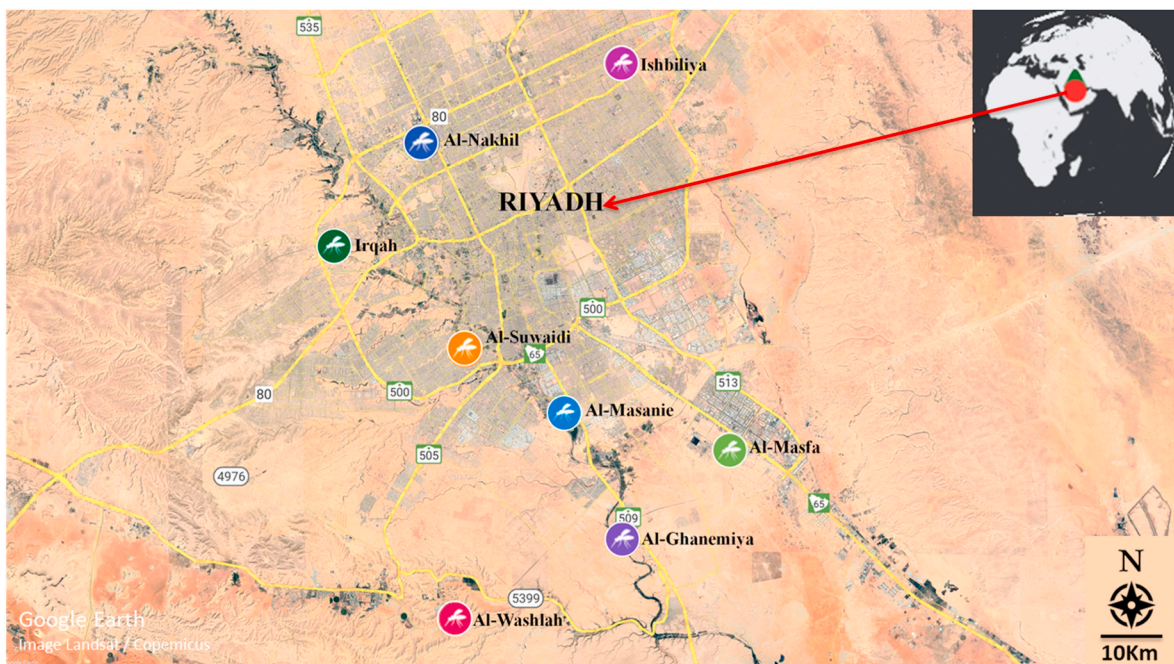 535
Ishbiliya
80
Al-Nakhil
RIYADH
Irqah
500
Al-Suwaidi
65
513
80
500
Al-Masanie
505
Al-Masfa
4976
65
509
Al-Ghanemiya
N
5399
Al-Washlah
Google Earth
Image Landsat / Copernicus
10Km